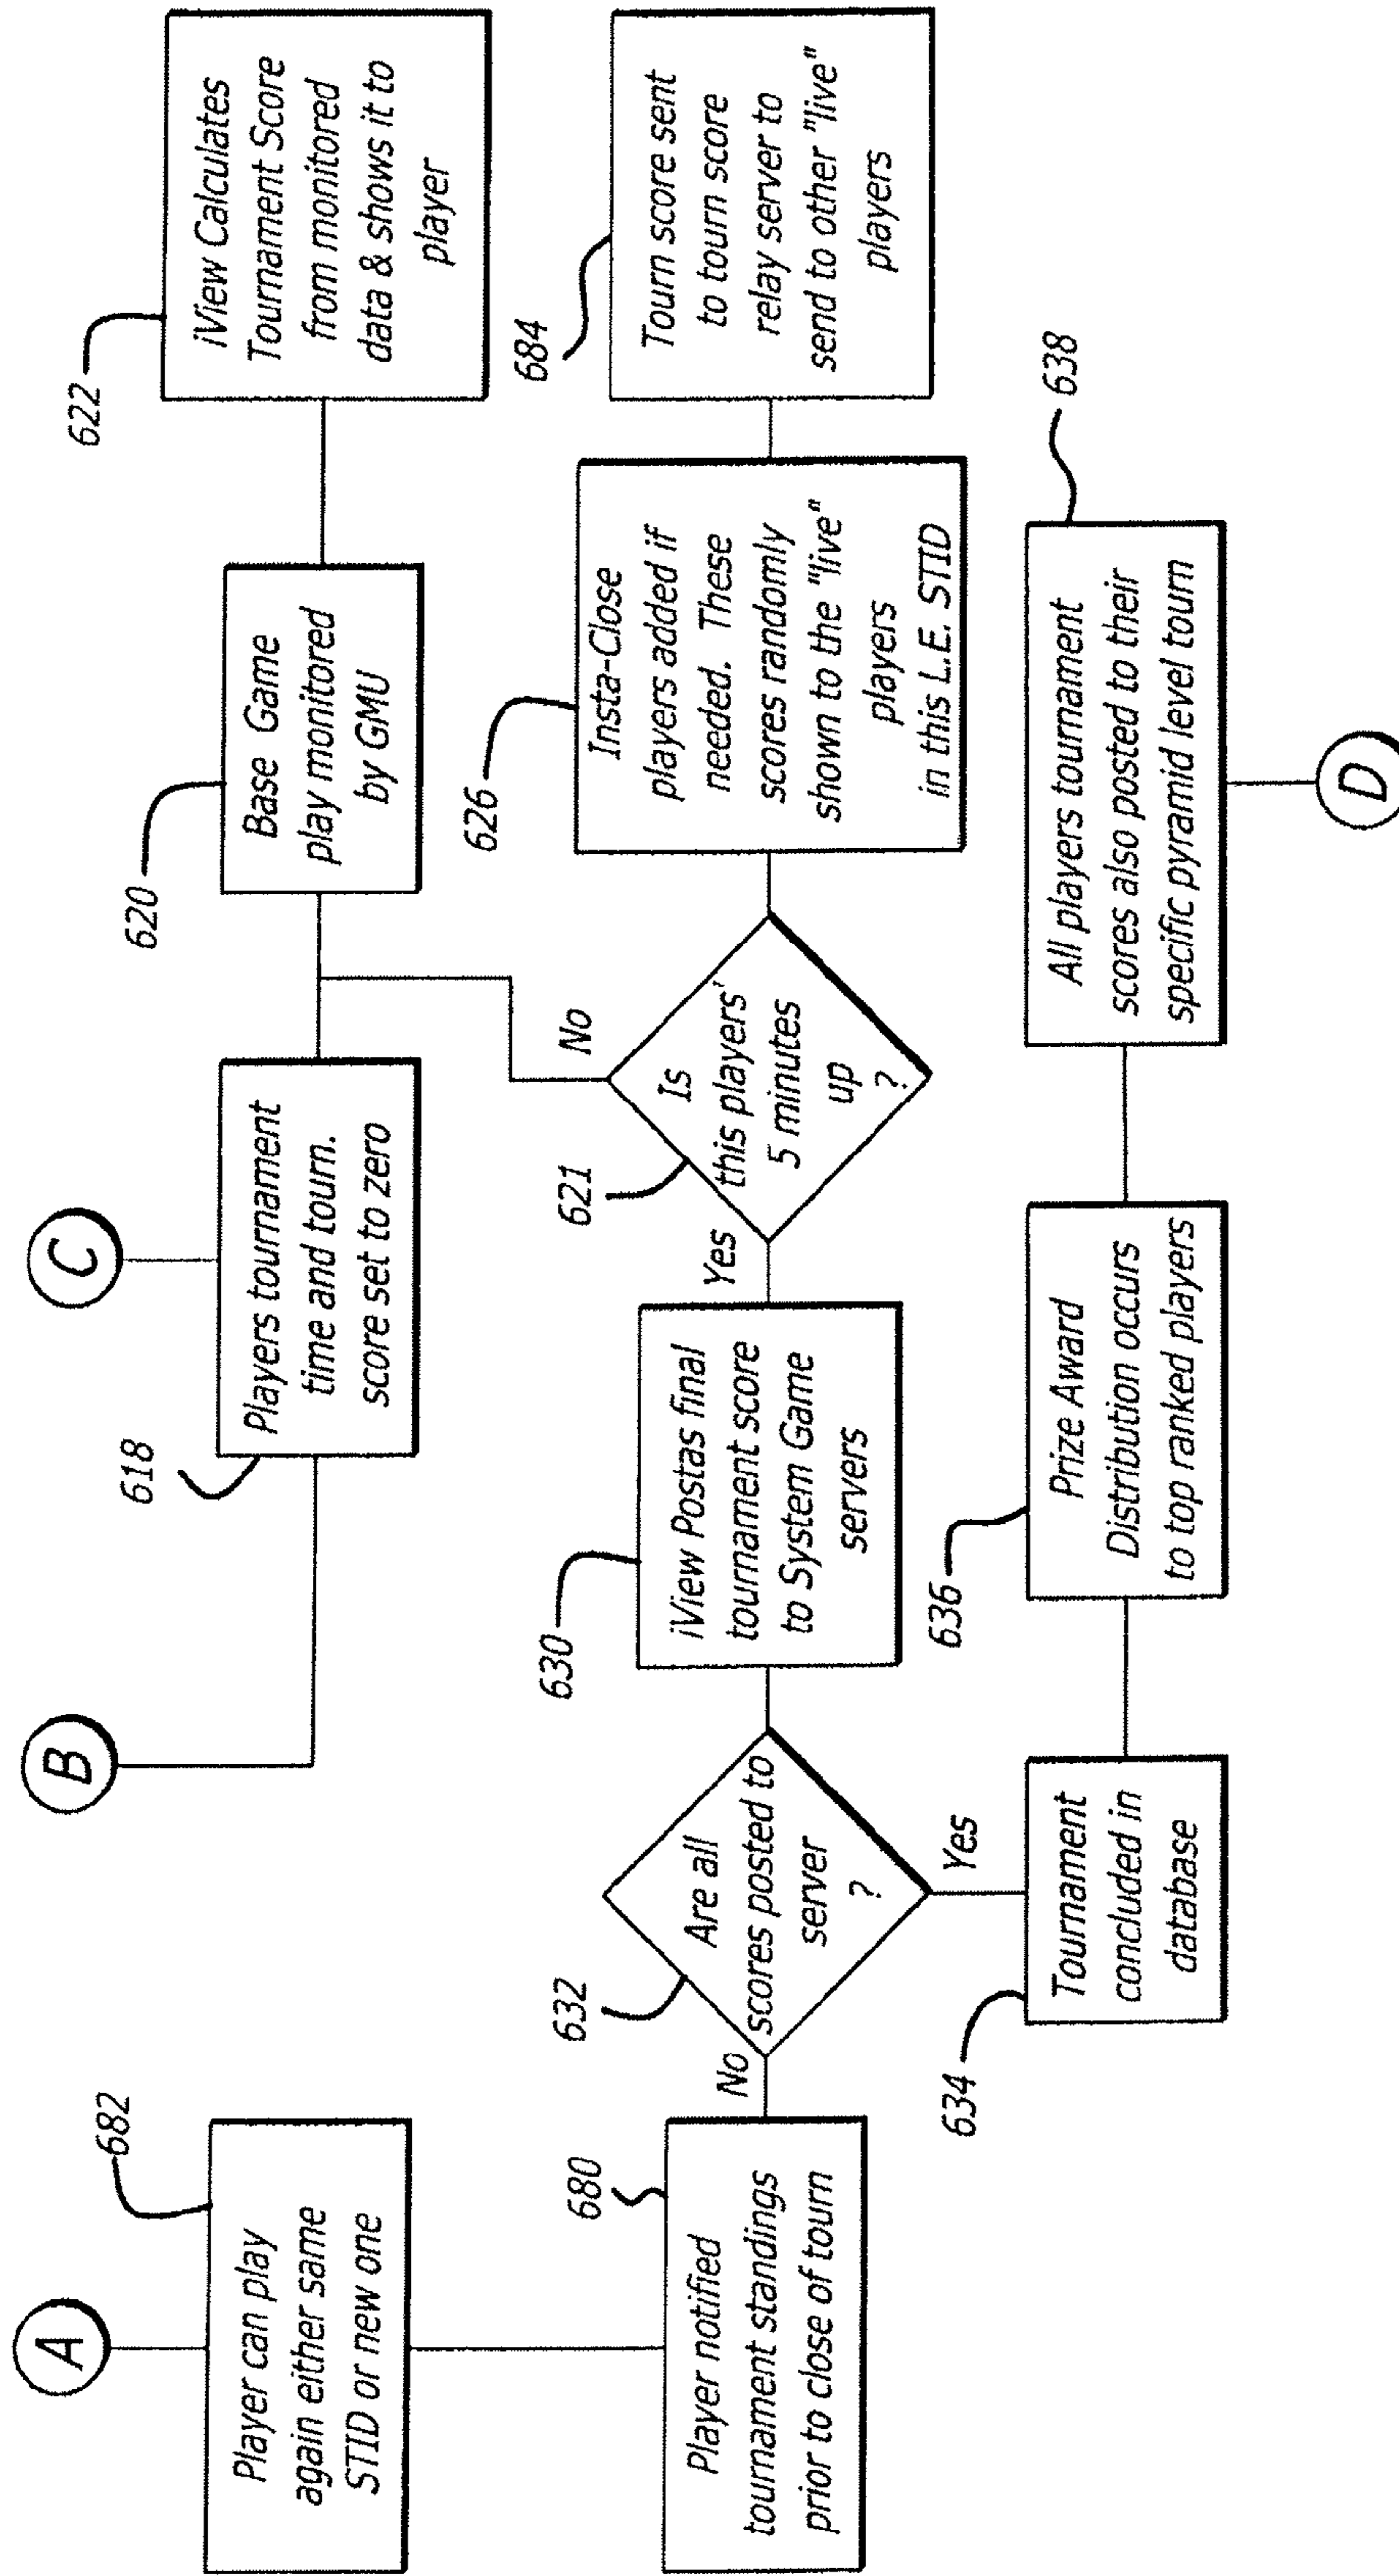 A
B
C
682
Player can play
again either same
STID or new one
618
Players tournament
time and tourn.
score set to zero
620
Base Game
play monitored
by GMU
622
iView Calculates
Tournament Score
from monitored
data & shows it to
player
680
Player notified
tournament standings
prior to close of tourn
No
632
Are all
scores posted to
server
?
Yes
630
iView Postas final
tournament score
to System Game
servers
Yes
621
Is
this players'
5 minutes
up
?
No
626
Insta-Close
players added if
needed. These
scores randomly
shown to the "live"
players
in this L.E. STID
684
Tourn score sent
to tourn score
relay server to
send to other "live"
players
634
Tournament
concluded in
database
636
Prize Award
Distribution occurs
to top ranked players
638
All players tournament
scores also posted to their
specific pyramid level tourn
D